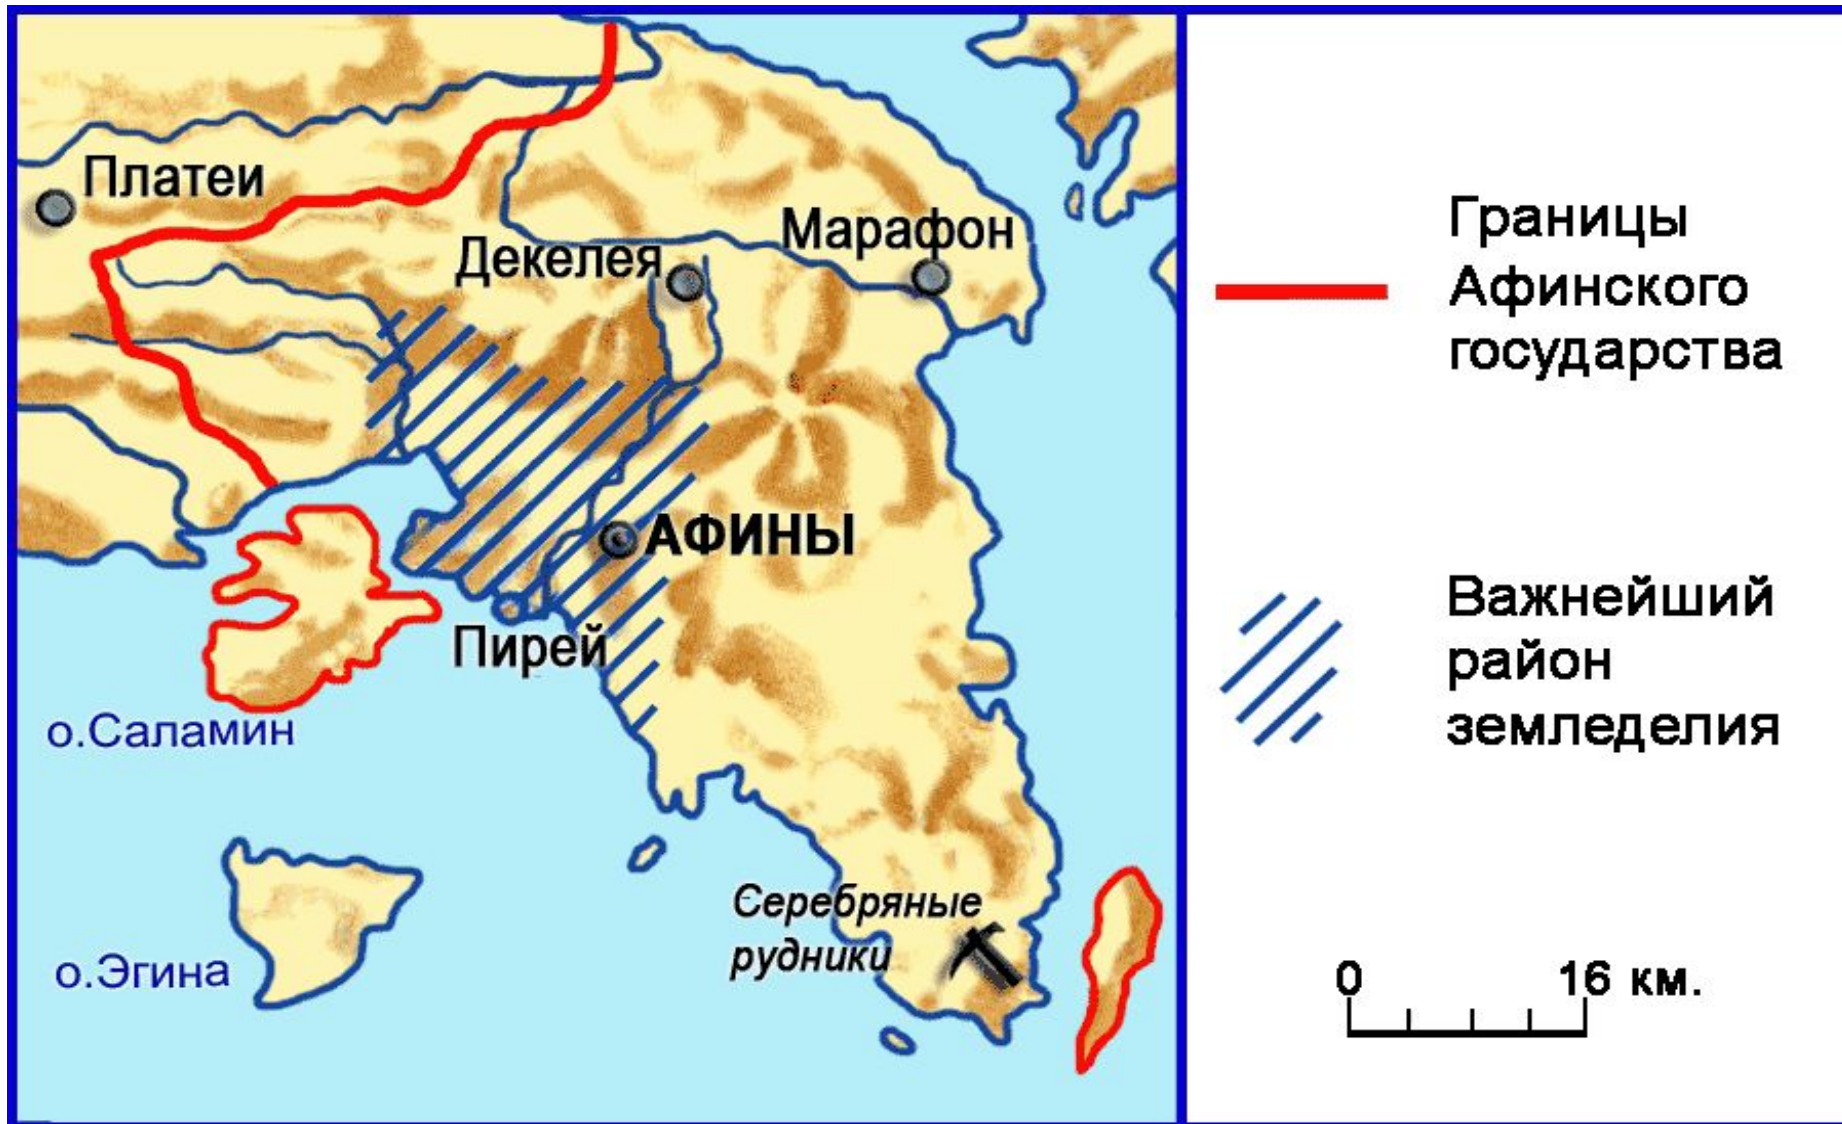 Платеи
Марафон
Декелея
АФИНЫ
Пирей
о.Саламин
Серебряные
рудники
о.Эгина
Границы
Афинского
государства
Важнейший
район
земледелия
0 16 км.